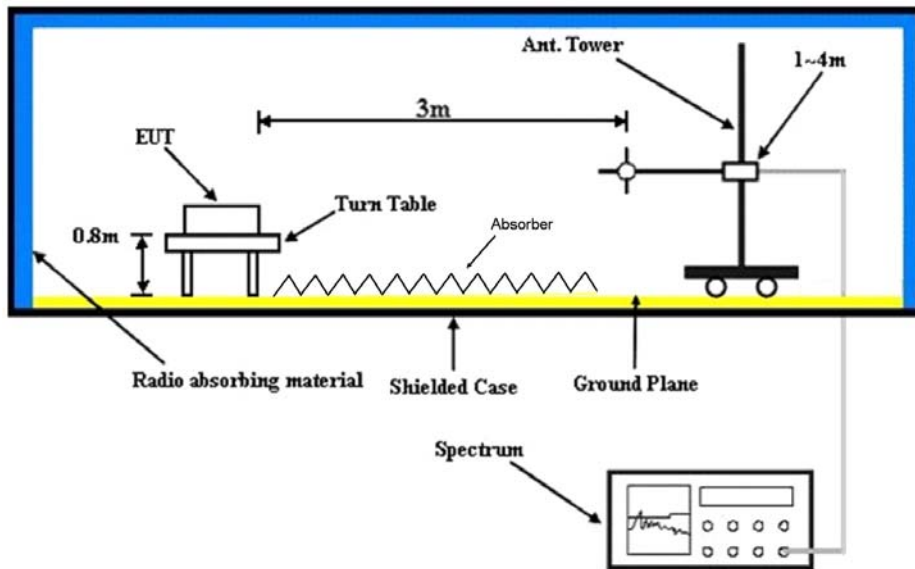 Ant. Tower
1~4m
3m
EUT
Turn Table
0.8m
Absorber
Radio absorbing material
Shielded Case
Ground Plane
Spectrum